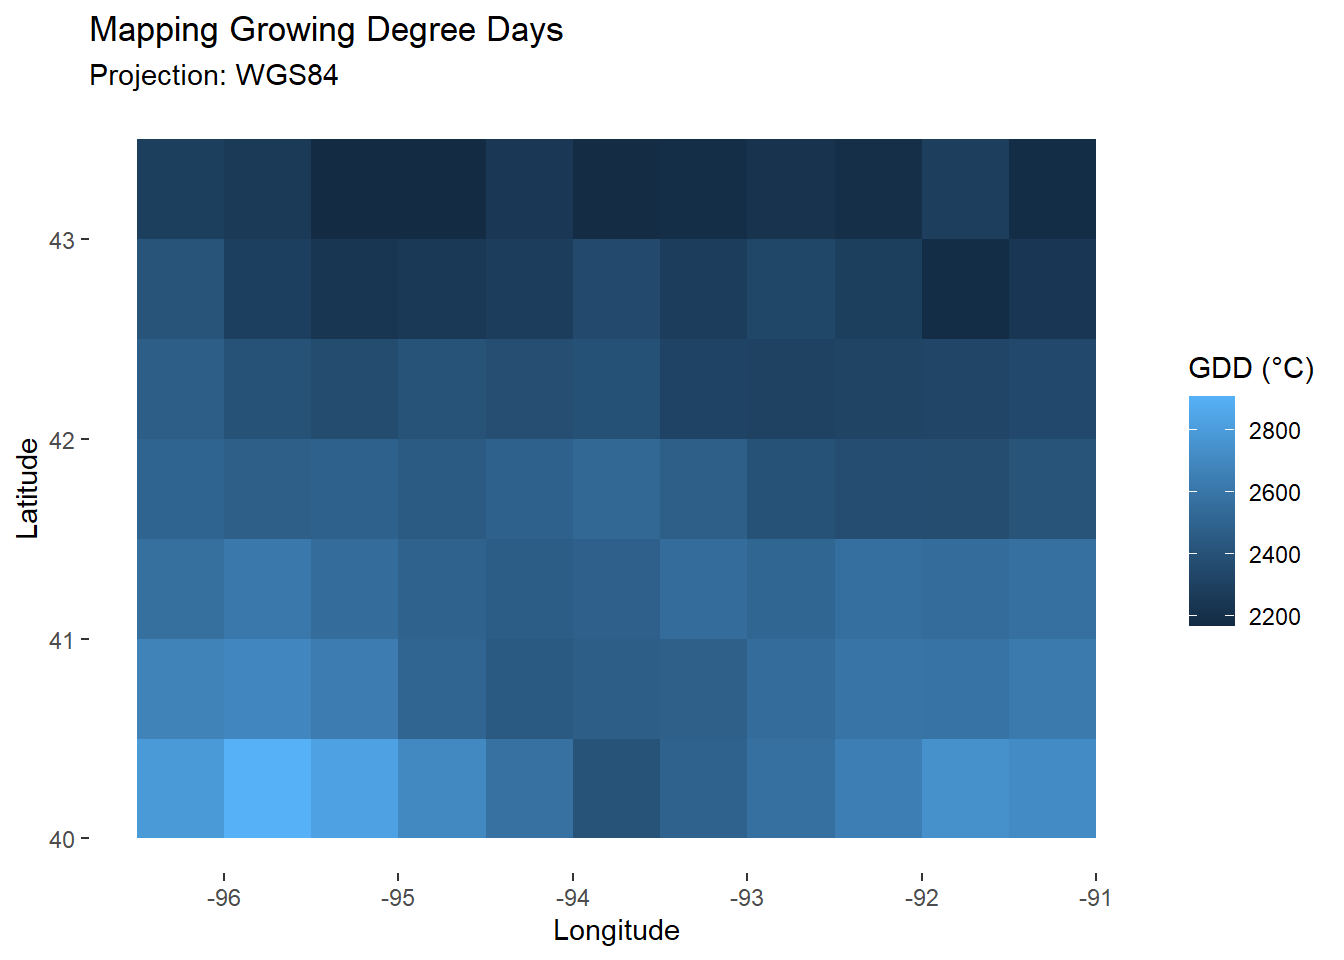 Mapping Growing Degree Days
Projection: WGS84
43
42
41
40
Latitude
-96 -95 -94 -93 -92 -91
Longitude
GDD (°C)
2800
2600
2400
2200